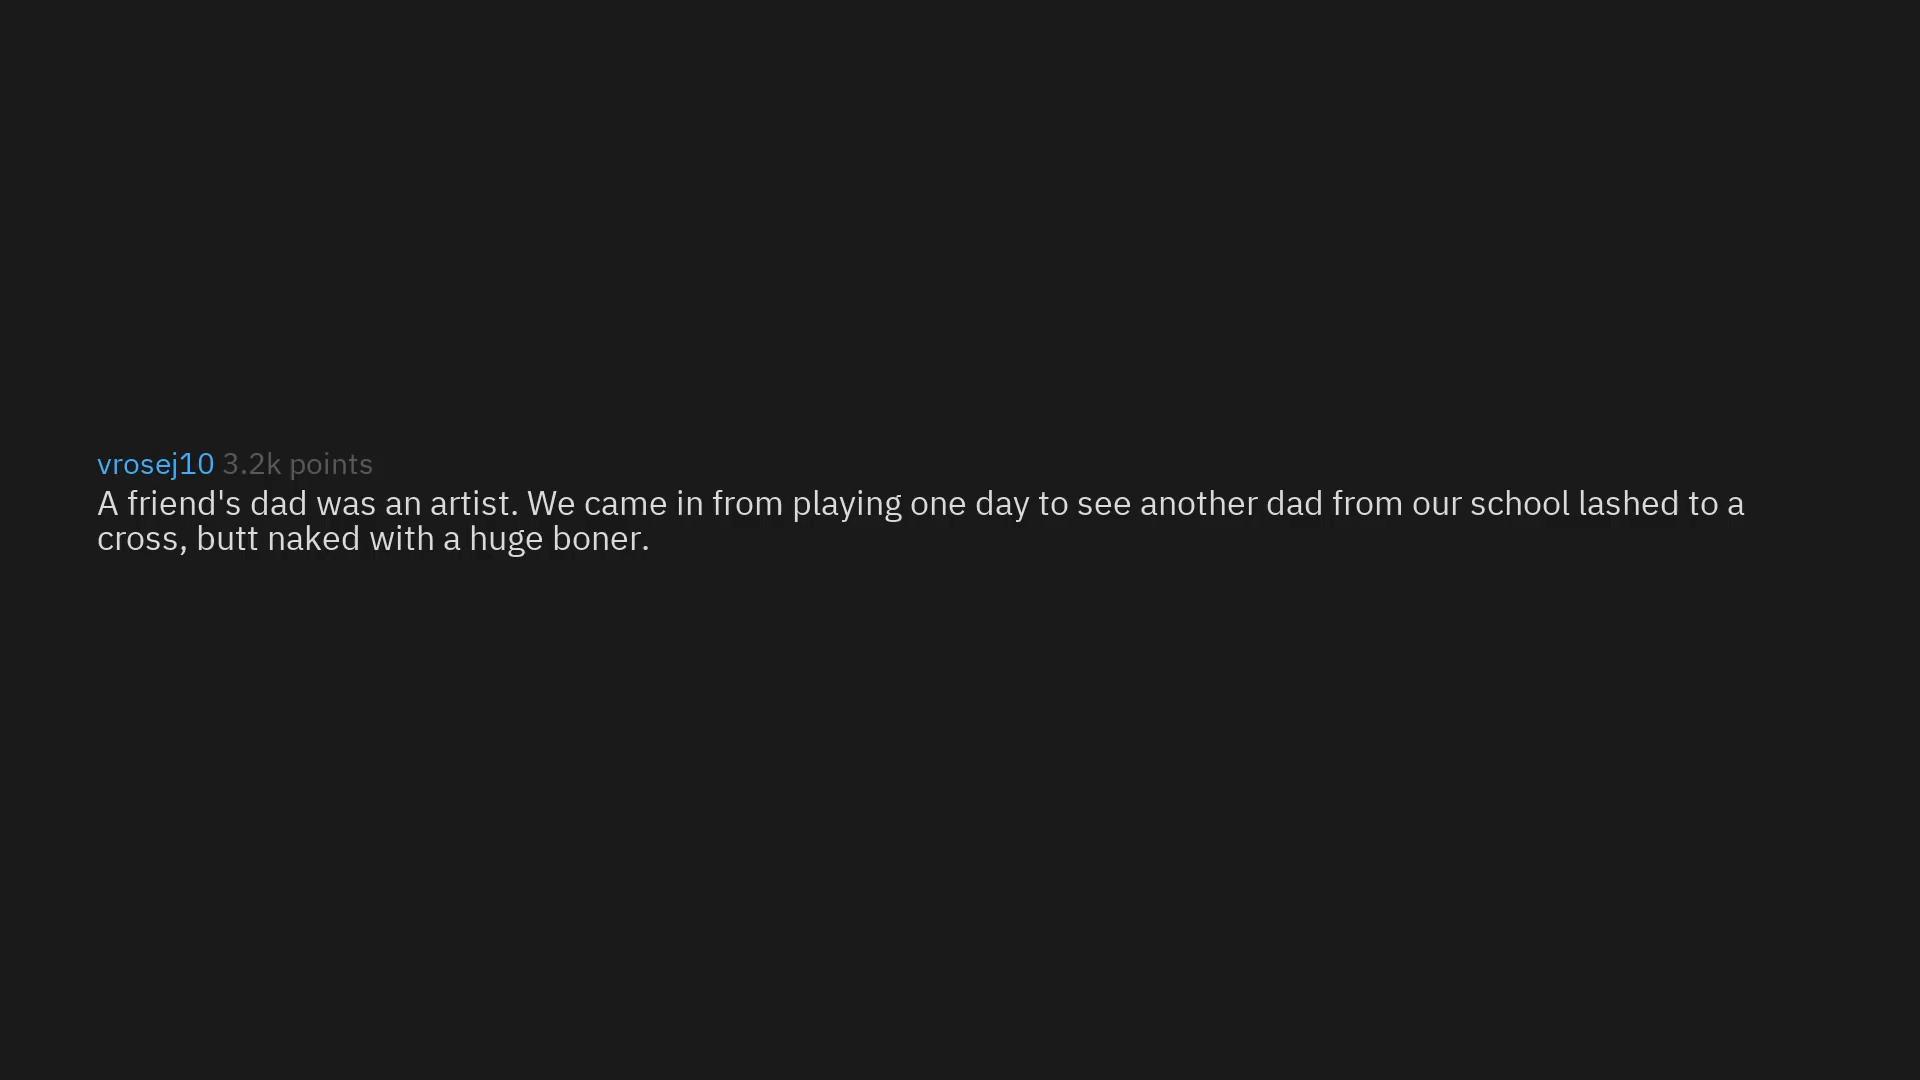 vrosej10 3.2k points
A friend's dad was an artist. We came in from playing one day to see another dad from our school lashed to a
cross, butt naked with a huge boner.